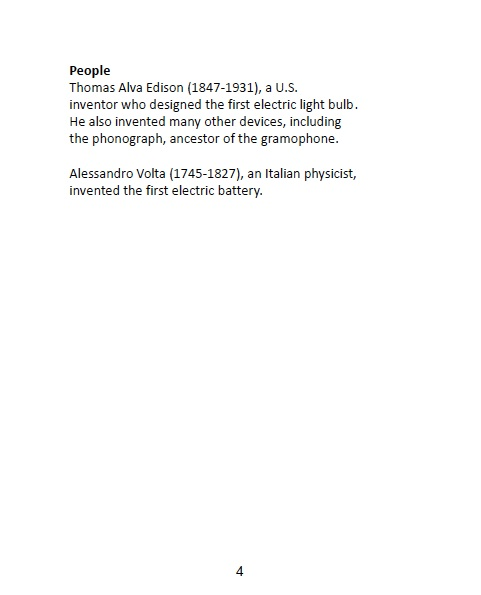 People
Thomas Alva Edison (1847-1931), a U.S.
inventor who designed the first electric light bulb.
He also invented many other devices, including
the phonograph, ancestor of the gramophone.
Alessandro Volta (1745-1827), an Italian physicist,
invented the first electric battery.
4